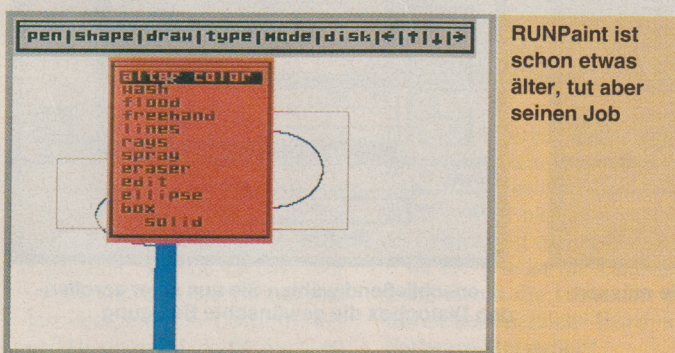 pen|shape|draw|type|mode|disk|←|↑|↓|→
alter color
wash
flood
freehand
lines
rays
spray
eraser
edit
ellipse
box
solid
RUNPaint ist
schon etwas
älter, tut aber
seinen Job